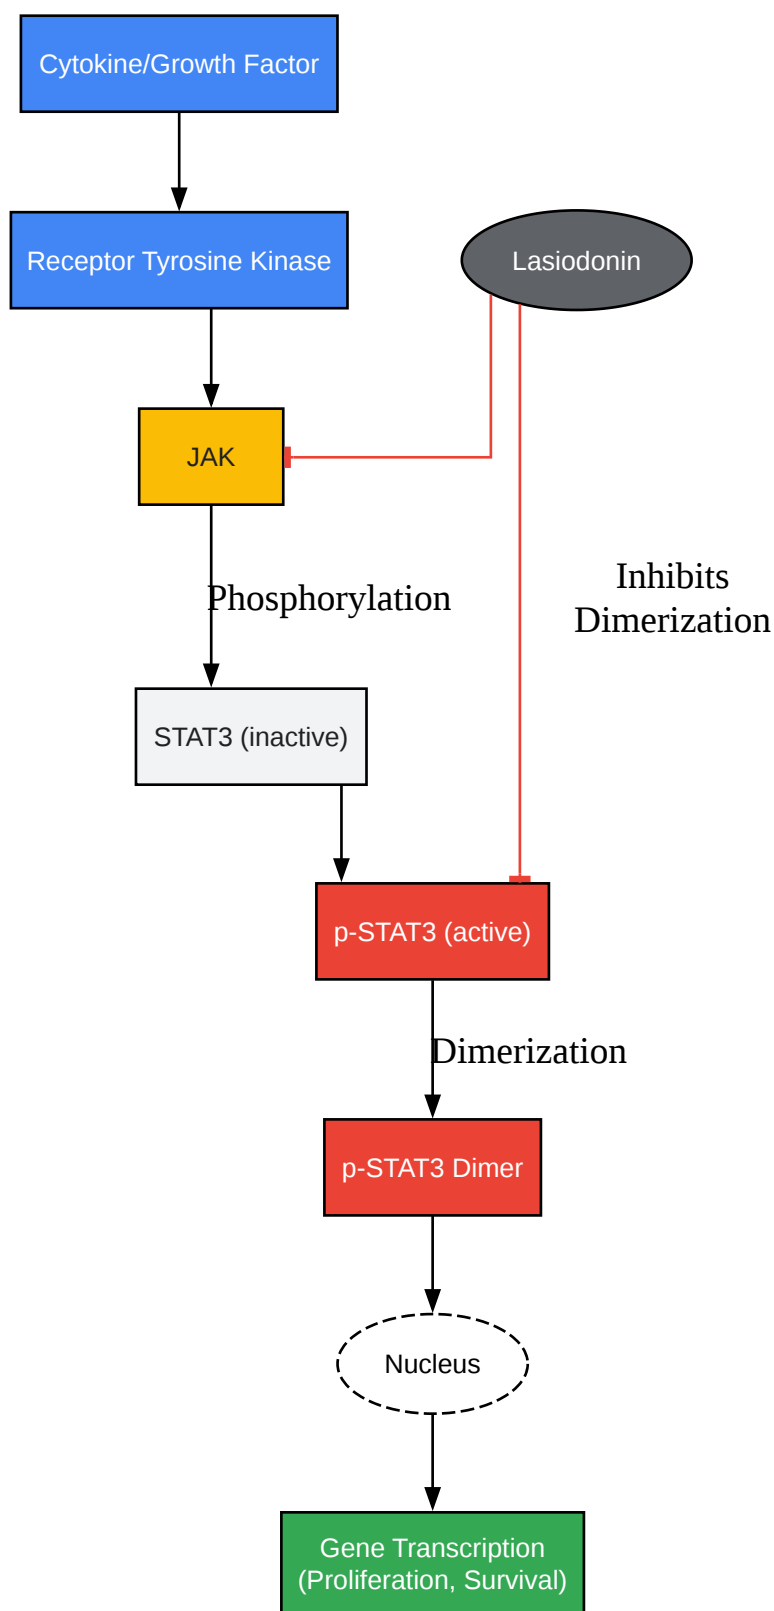 Cytokine/Growth Factor
Receptor Tyrosine Kinase
Lasiodonin
JAK
Phosphorylation
Inhibits
Dimerization
STAT3 (inactive)
p-STAT3 (active)
Dimerization
p-STAT3 Dimer
Nucleus
Gene Transcription
(Proliferation, Survival)